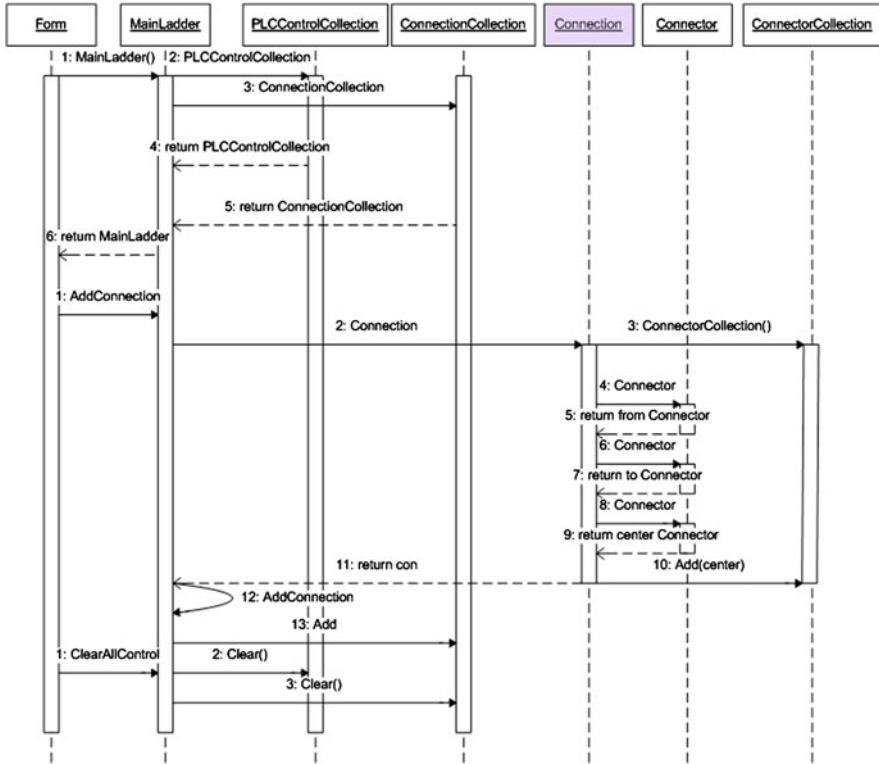 Form
MainLadder
PLCControlCollection
ConnectionCollection
Connection
Connector
ConnectorCollection
1: MainLadder()
2: PLCControlCollection
3: ConnectionCollection
4: return PLCControlCollection
5: return ConnectionCollection
6: return MainLadder
1: AddConnection
2: Connection
3: ConnectorCollection()
4: Connector
5: return from Connector
6: Connector
7: return to Connector
8: Connector
9: return center Connector
11: return con
10: Add(center)
12: AddConnection
13: Add
1: ClearAllControl
2: Clear()
3: Clear()